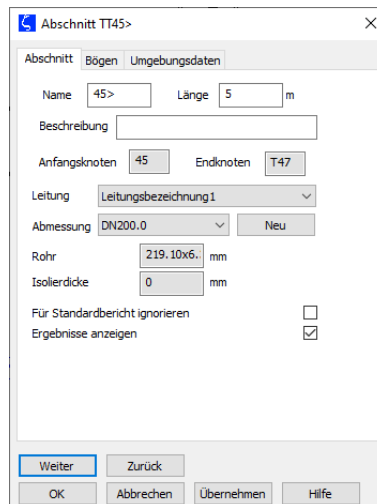 Abschnitt TT45>
Abschnitt Bögen Umgebungsdaten
Name 45> Länge 5 m
Beschreibung
Anfangsknoten 45 Endknoten T47
Leitung Leitungsbezeichnung1
Abmessung DN200.0 Neu
Rohr 219.10x6. mm
Isolierdicke 0 mm
Für Standardbericht ignorieren
Ergebnisse anzeigen
Weiter Zurück
OK Abbrechen Übernehmen Hilfe